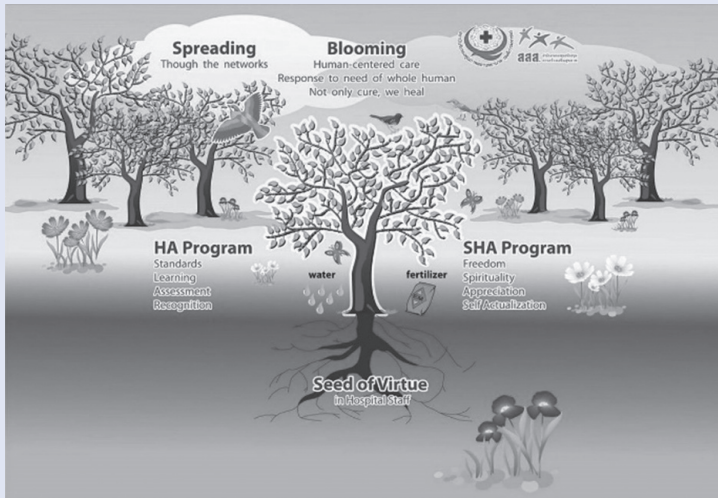 Spreading
Though the networks
Blooming
Human-centered care
Response to need of whole human
Not only cure, we heal
HA Program
Standards
Learning
Assessment
Recognition
water
fertilizer
SHA Program
Freedom
Spirituality
Appreciation
Self Actualization
Seed of Virtue
in Hospital Staff